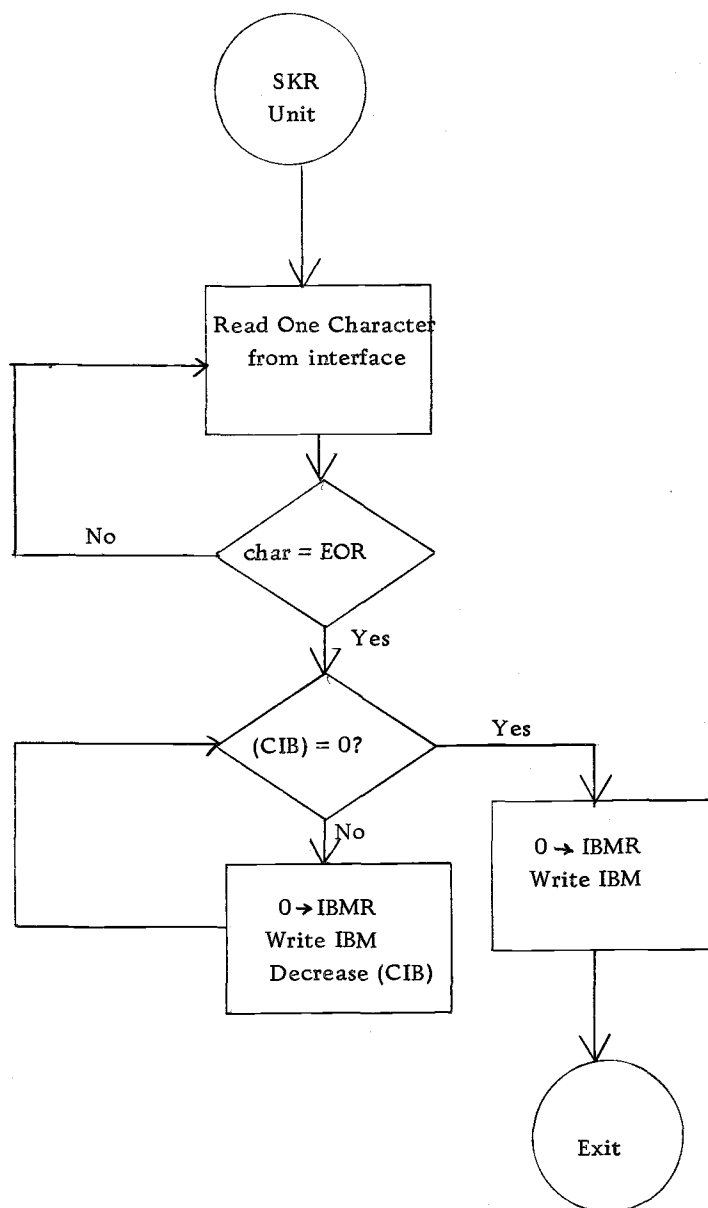 SKR
Unit
Read One Character
from interface
No
char = EOR
Yes
(CIB) = 0?
Yes
No
0 → IBMR
Write IBM
0 → IBMR
Write IBM
Decrease (CIB)
Exit